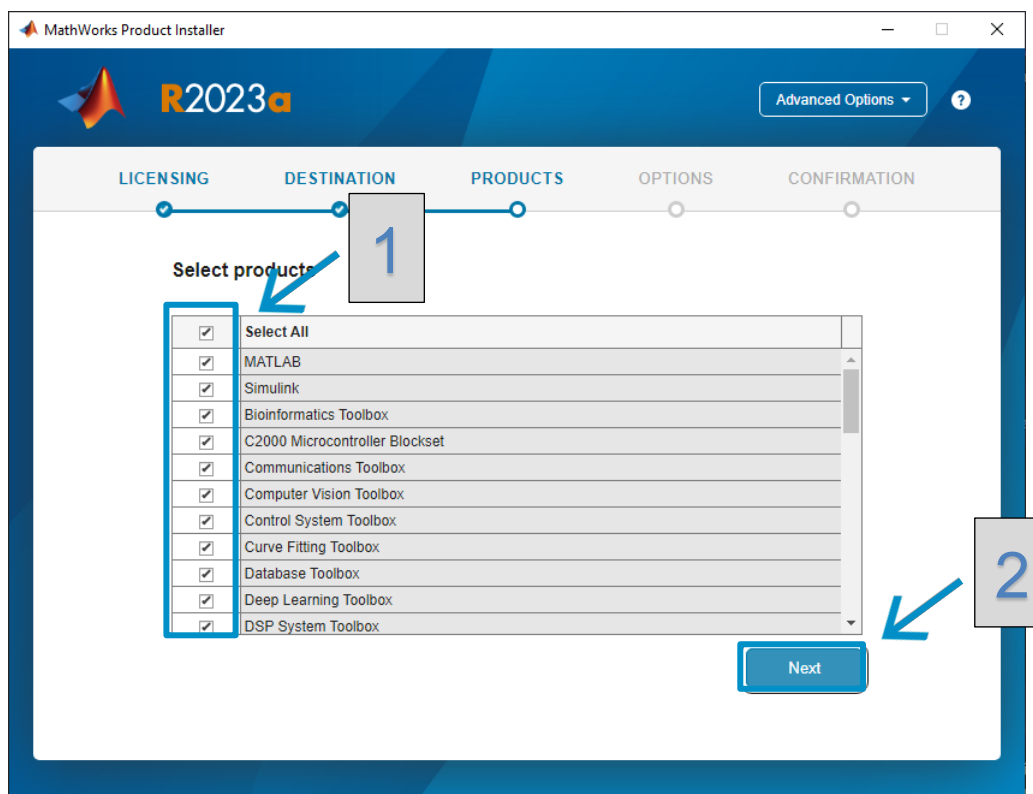 MathWorks Product Installer
R2023a
Advanced Options
?
LICENSING DESTINATION PRODUCTS OPTIONS CONFIRMATION
1
Select products
Select All
MATLAB
Simulink
Bioinformatics Toolbox
C2000 Microcontroller Blockset
Communications Toolbox
Computer Vision Toolbox
Control System Toolbox
Curve Fitting Toolbox
Database Toolbox
Deep Learning Toolbox
DSP System Toolbox
2
Next